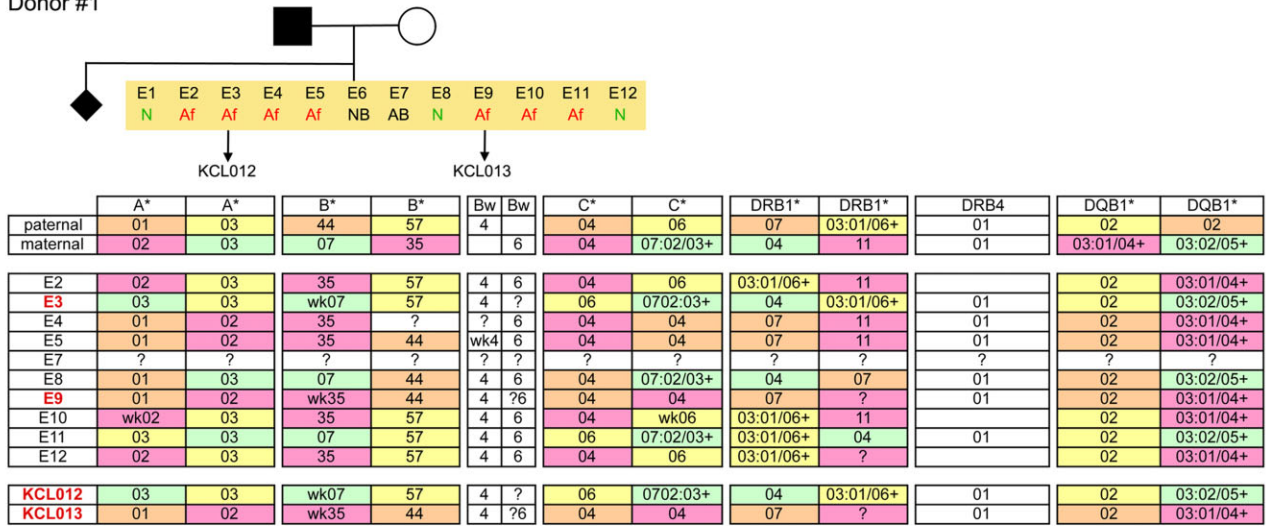 Donor #1
E1 E2 E3 E4 E5 E6 E7 E8 E9 E10 E11 E12
N Af Af Af Af NB AB N Af Af Af N
KCL012 KCL013
A* A* B* B* Bw Bw C* C* DRB1* DRB1* DRB4 DQB1* DQB1*
paternal 01 03 44 57 4 04 06 07 03:01/06+ 01 02 02
maternal 02 03 07 35 6 04 07:02/03+ 04 11 01 03:01/04+ 03:02/05+
E2 02 03 35 57 4 6 04 06 03:01/06+ 11 02 03:01/04+
E3 03 03 wk07 57 4 ? 06 0702:03+ 04 03:01/06+ 01 02 03:02/05+
E4 01 02 35 ? ? 6 04 04 07 11 01 02 03:01/04+
E5 01 02 35 44 wk4 6 04 04 07 11 01 02 03:01/04+
E7 ? ? ? ? ? ? ? ? ? ? ? ? ?
E8 01 03 07 44 4 6 04 07:02/03+ 04 07 01 02 03:02/05+
E9 01 02 wk35 44 4 ?6 04 04 07 ? 01 02 03:01/04+
E10 wk02 03 35 57 4 6 04 wk06 03:01/06+ 11 02 03:01/04+
E11 03 03 07 57 4 6 06 07:02/03+ 03:01/06+ 04 01 02 03:02/05+
E12 02 03 35 57 4 6 04 06 03:01/06+ ? 02 03:01/04+
KCL012 03 03 wk07 57 4 ? 06 0702:03+ 04 03:01/06+ 01 02 03:02/05+
KCL013 01 02 wk35 44 4 ?6 04 04 07 ? 01 02 03:01/04+